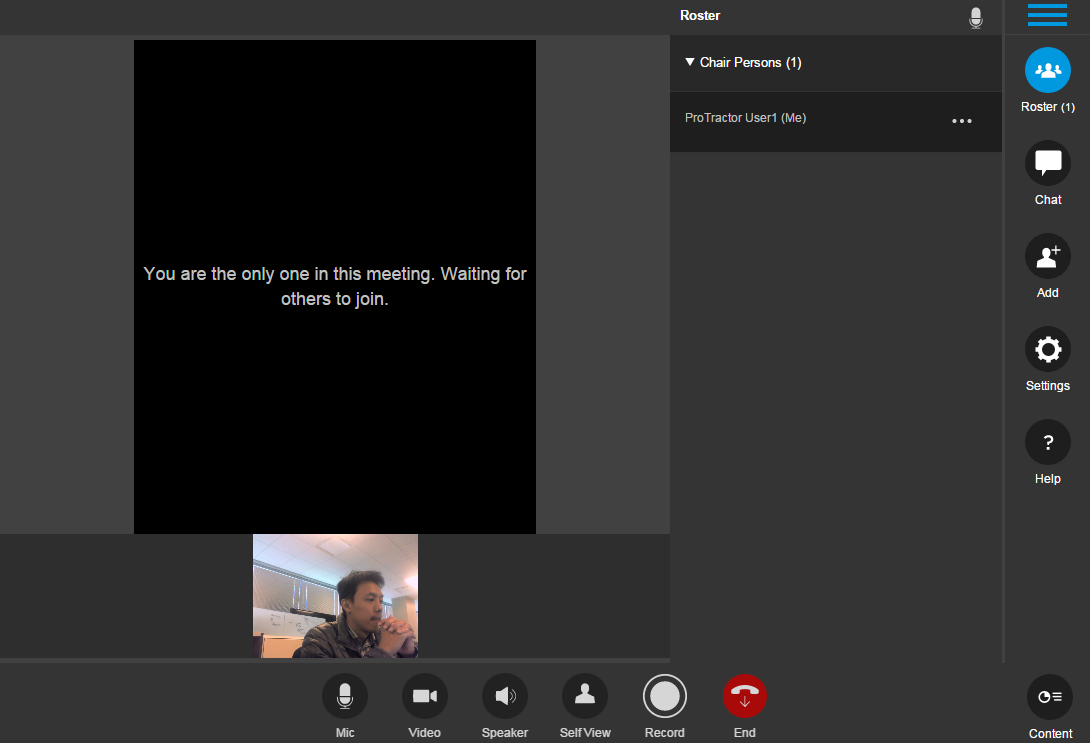 Roster
Chair Persons (1)
ProTractor User1 (Me)
You are the only one in this meeting. Waiting for
others to join.
Roster (1)
Chat
Add
Settings
?
Help
Mic
Video
Speaker
Self View
Record
End
Content